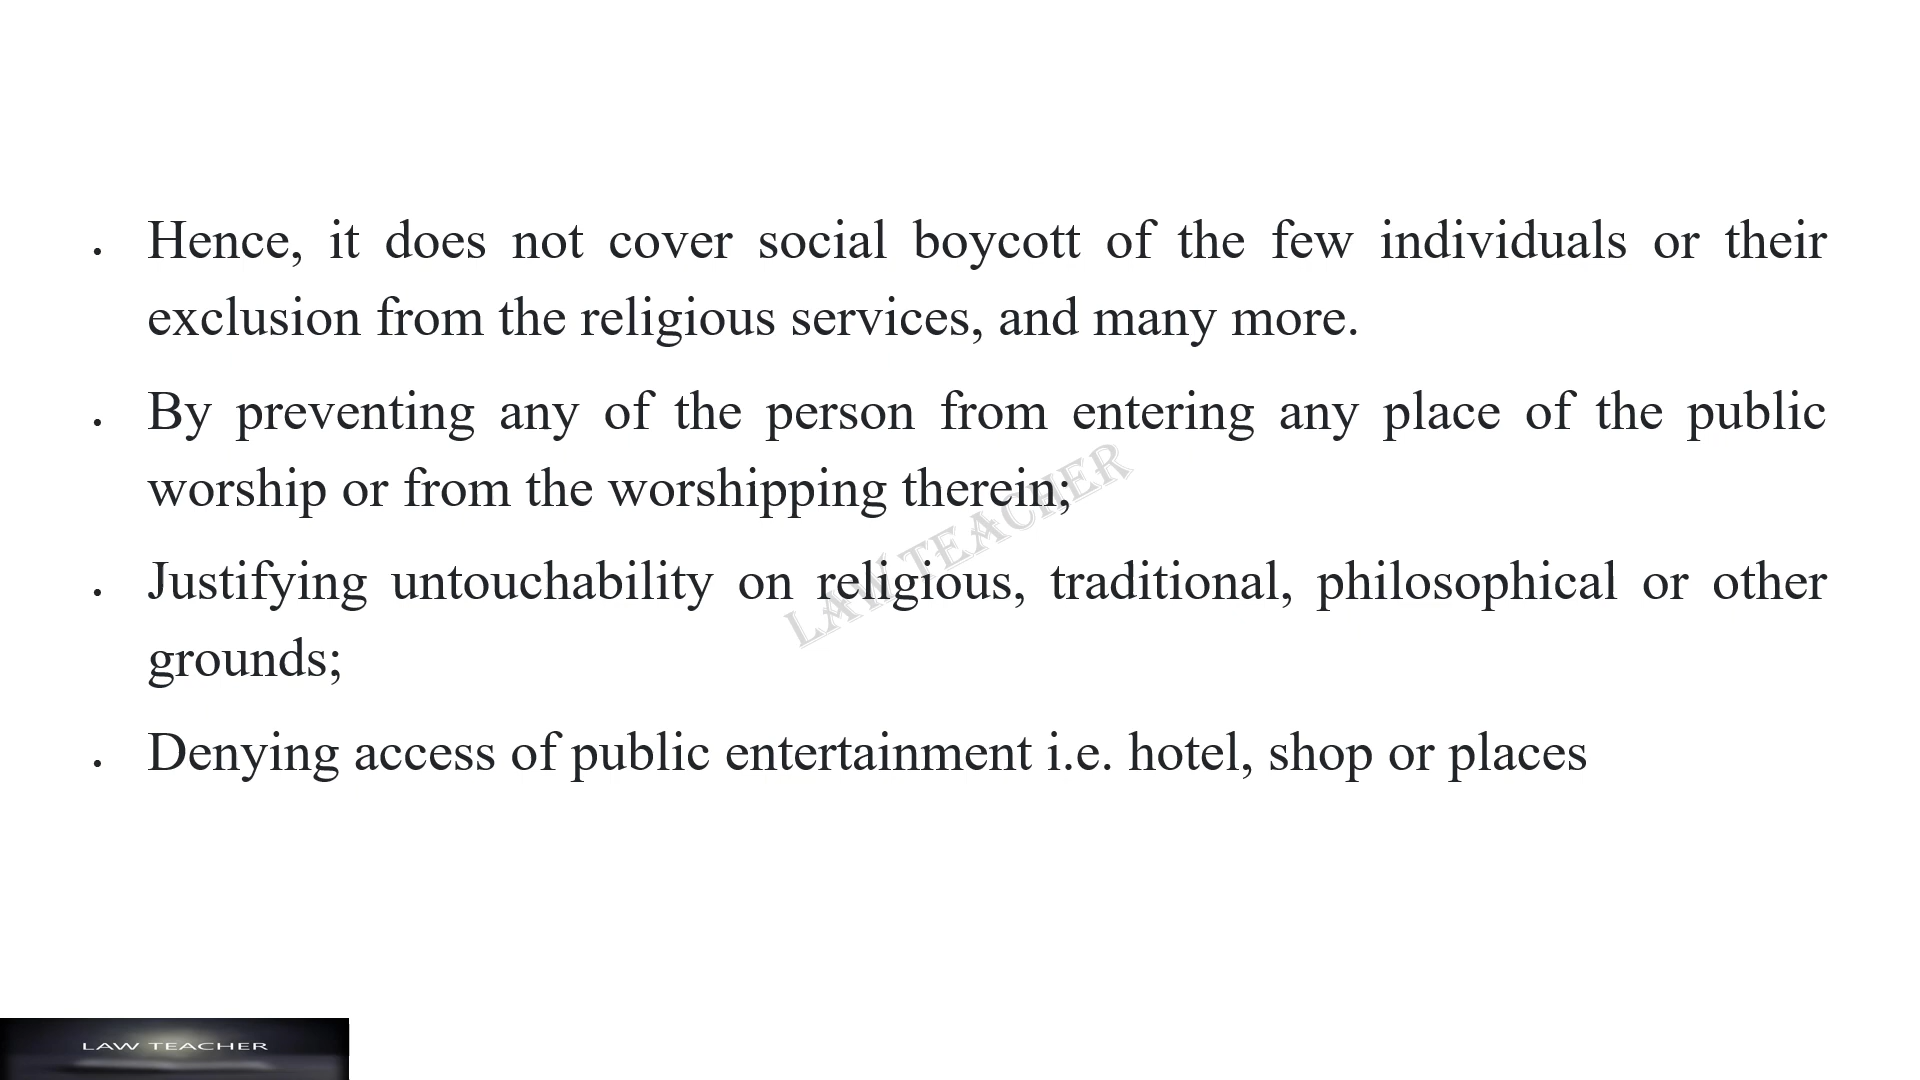 • Hence, it does not cover social boycott of the few individuals or their
exclusion from the religious services, and many more.
• By preventing any of the person from entering any place of the public
worship or from the worshipping therein;
• Justifying untouchability on religious, traditional, philosophical or other
grounds;
• Denying access of public entertainment i.e. hotel, shop or places
LAW TEACHER
LAW TEACHER